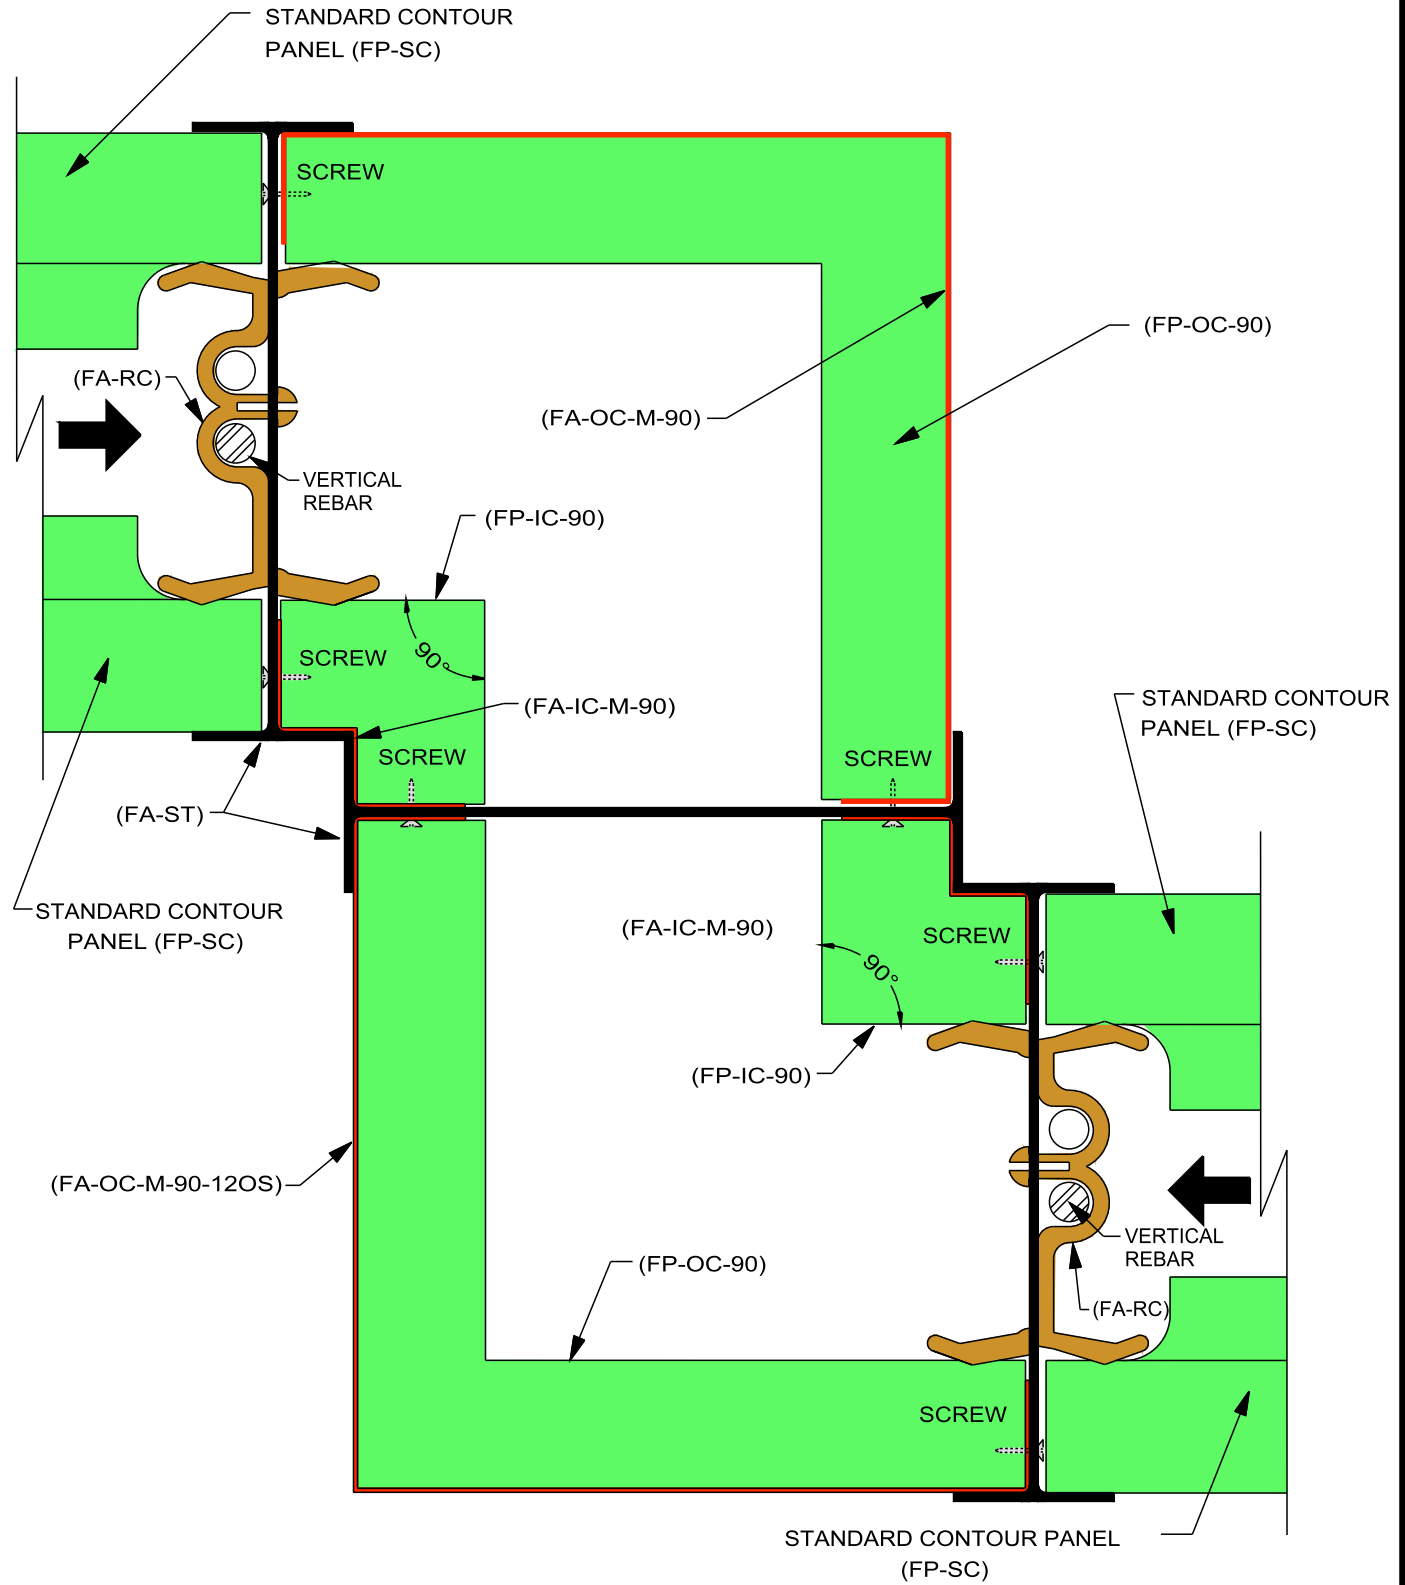 STANDARD CONTOUR
PANEL (FP-SC)
SCREW
(FP-OC-90)
(FA-RC)
(FA-OC-M-90)
VERTICAL
REBAR
(FP-IC-90)
90°
SCREW
(FA-IC-M-90)
STANDARD CONTOUR
PANEL (FP-SC)
SCREW
SCREW
(FA-ST)
STANDARD CONTOUR
PANEL (FP-SC)
(FA-IC-M-90)
SCREW
90°
(FP-IC-90)
(FA-OC-M-90-12OS)
VERTICAL
REBAR
(FP-OC-90)
(FA-RC)
SCREW
STANDARD CONTOUR PANEL
(FP-SC)